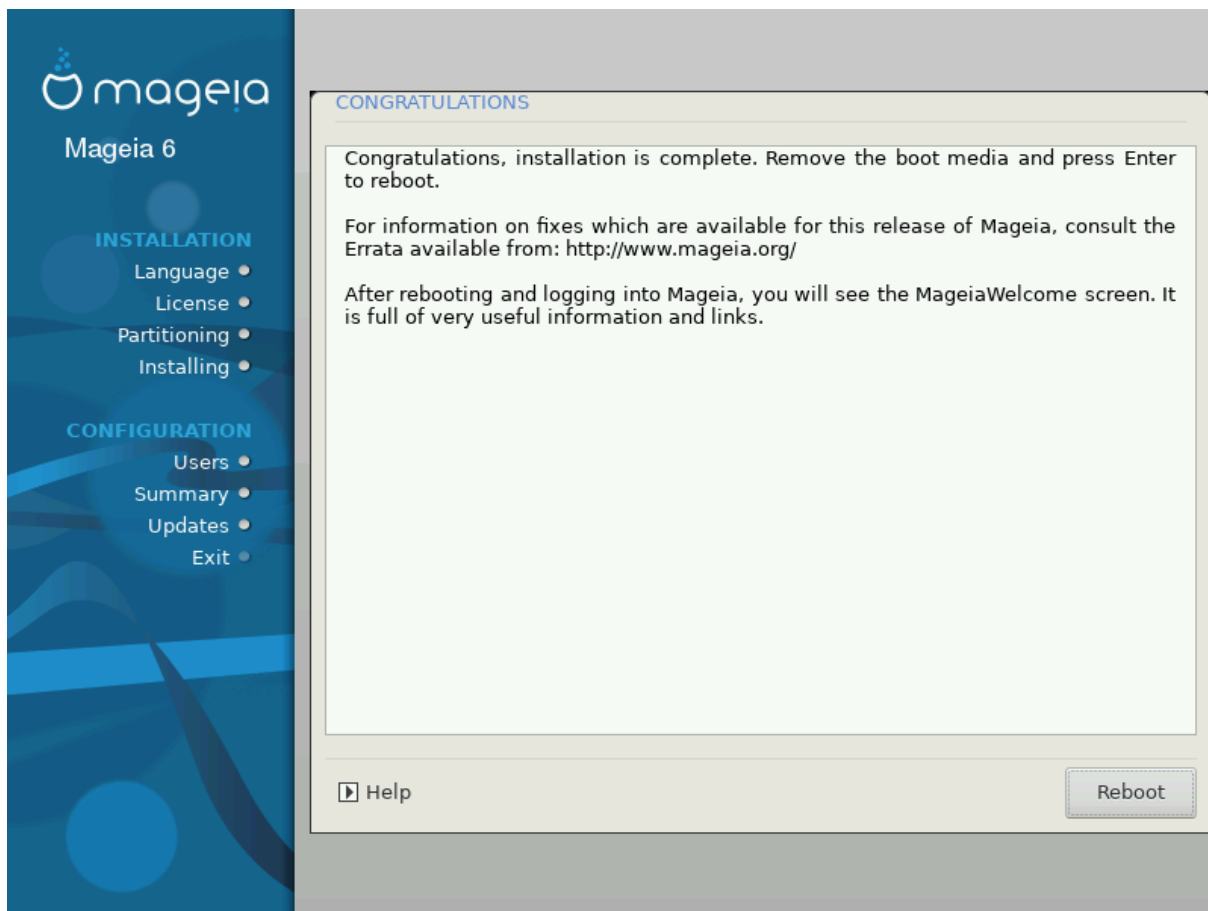 mageia
Mageia 6
INSTALLATION
Language
License
Partitioning
Installing
CONFIGURATION
Users
Summary
Updates
Exit
CONGRATULATIONS
Congratulations, installation is complete. Remove the boot media and press Enter
to reboot.
For information on fixes which are available for this release of Mageia, consult the
Errata available from: http://www.mageia.org/
After rebooting and logging into Mageia, you will see the MageiaWelcome screen. It
is full of very useful information and links.
Help
Reboot